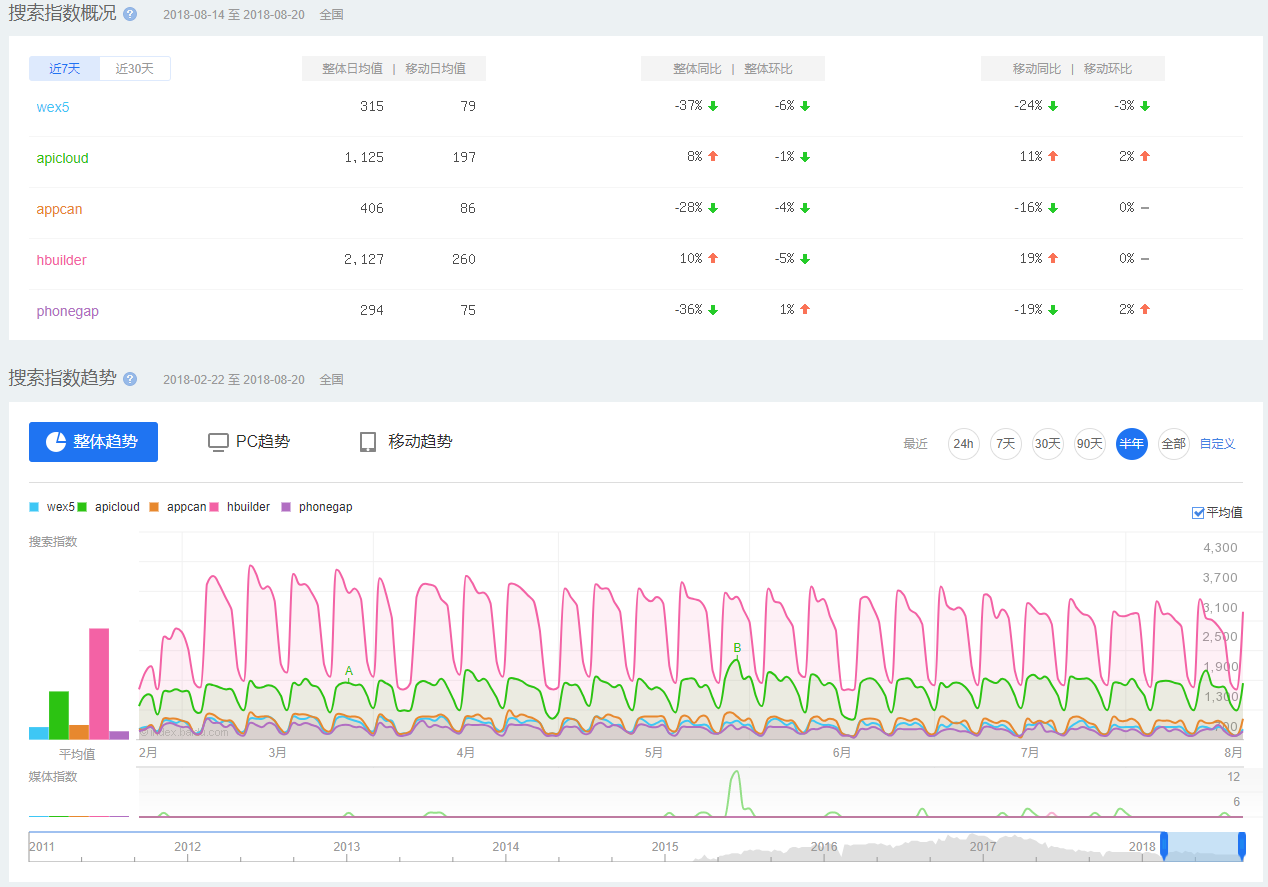 搜索指数概况 ? 2018-08-14 至 2018-08-20 全国
近7天 近30天 整体日均值 | 移动日均值 整体同比 | 整体环比 移动同比 | 移动环比
wex5 315 79 -37% -6% -24% -3%
apicloud 1,125 197 8% -1% 11% 2%
appcan 406 86 -28% -4% -16% 0%
hbuilder 2,127 260 10% -5% 19% 0%
phonegap 294 75 -36% 1% -19% 2%
搜索指数趋势 ? 2018-02-22 至 2018-08-20 全国
整体趋势 PC趋势 移动趋势 最近 24h 7天 30天 90天 半年 全部 自定义
wex5 apicloud appcan hbuilder phonegap
平均值
搜索指数
4,300
3,700
3,100
B
2,500
A
1,900
1,300
平均值 2月 3月 4月 5月 6月 7月 8月
媒体指数
12
6
2011 2012 2013 2014 2015 2016 2017 2018